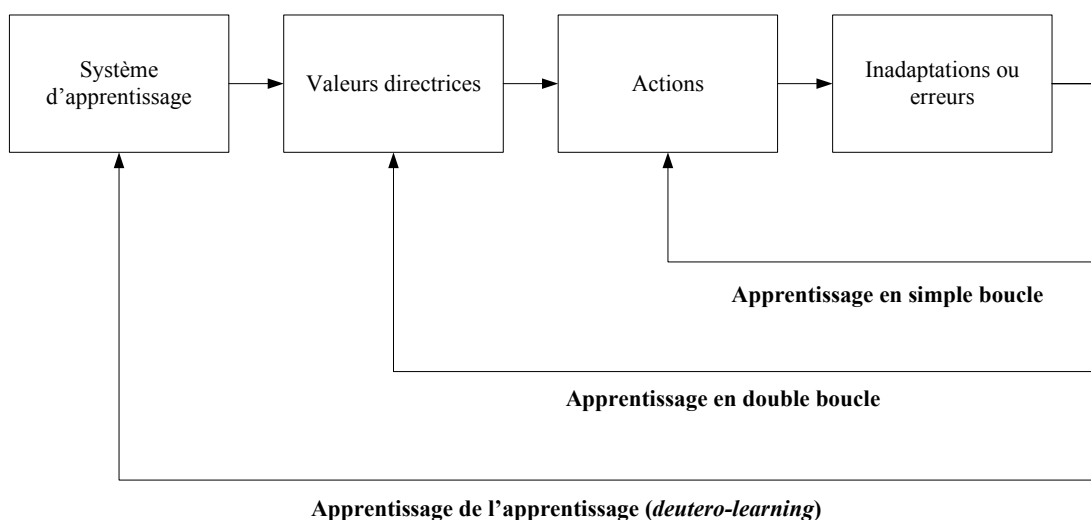 Système
d’apprentissage
Valeurs directrices
Actions
Inadaptations ou
erreurs
Apprentissage en simple boucle
Apprentissage en double boucle
Apprentissage de l’apprentissage (deutero-learning)